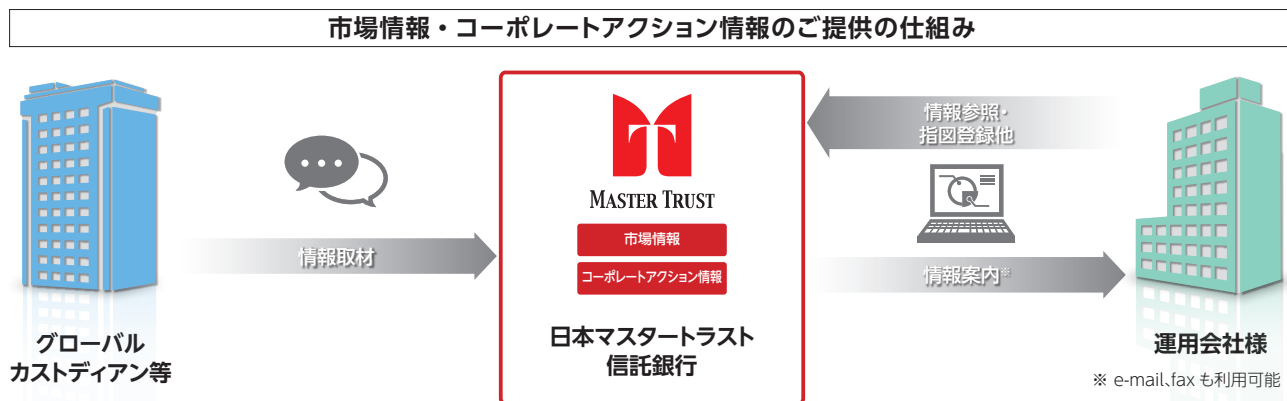 市場情報・コーポレートアクション情報のご提供の仕組み
情報取材
グローバル
カストディアン等
MASTER TRUST
市場情報
コーポレートアクション情報
日本マスタートラスト
信託銀行
情報参照・
指図登録他
情報案内※
運用会社様
※ e-mail、fax も利用可能